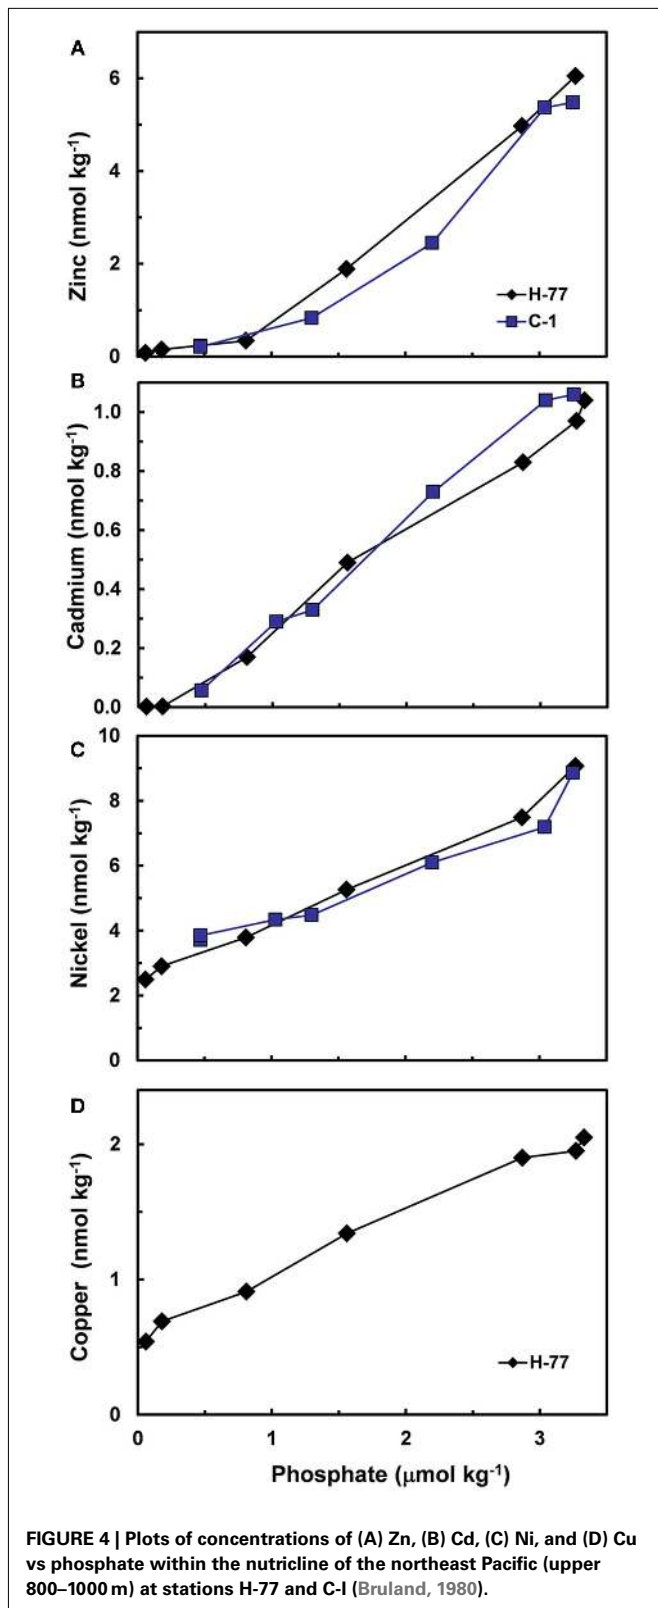 A
6
4
2
0
Zinc (nmol kg⁻¹)
H-77
C-1
B
1.0
0.8
0.6
0.4
0.2
0.0
Cadmium (nmol kg⁻¹)
C
10
8
6
4
2
0
Nickel (nmol kg⁻¹)
D
2
1
0
Copper (nmol kg⁻¹)
H-77
0 1 2 3
Phosphate (μmol kg⁻¹)
FIGURE 4 | Plots of concentrations of (A) Zn, (B) Cd, (C) Ni, and (D) Cu
vs phosphate within the nutricline of the northeast Pacific (upper
800–1000 m) at stations H-77 and C-I (Bruland, 1980).